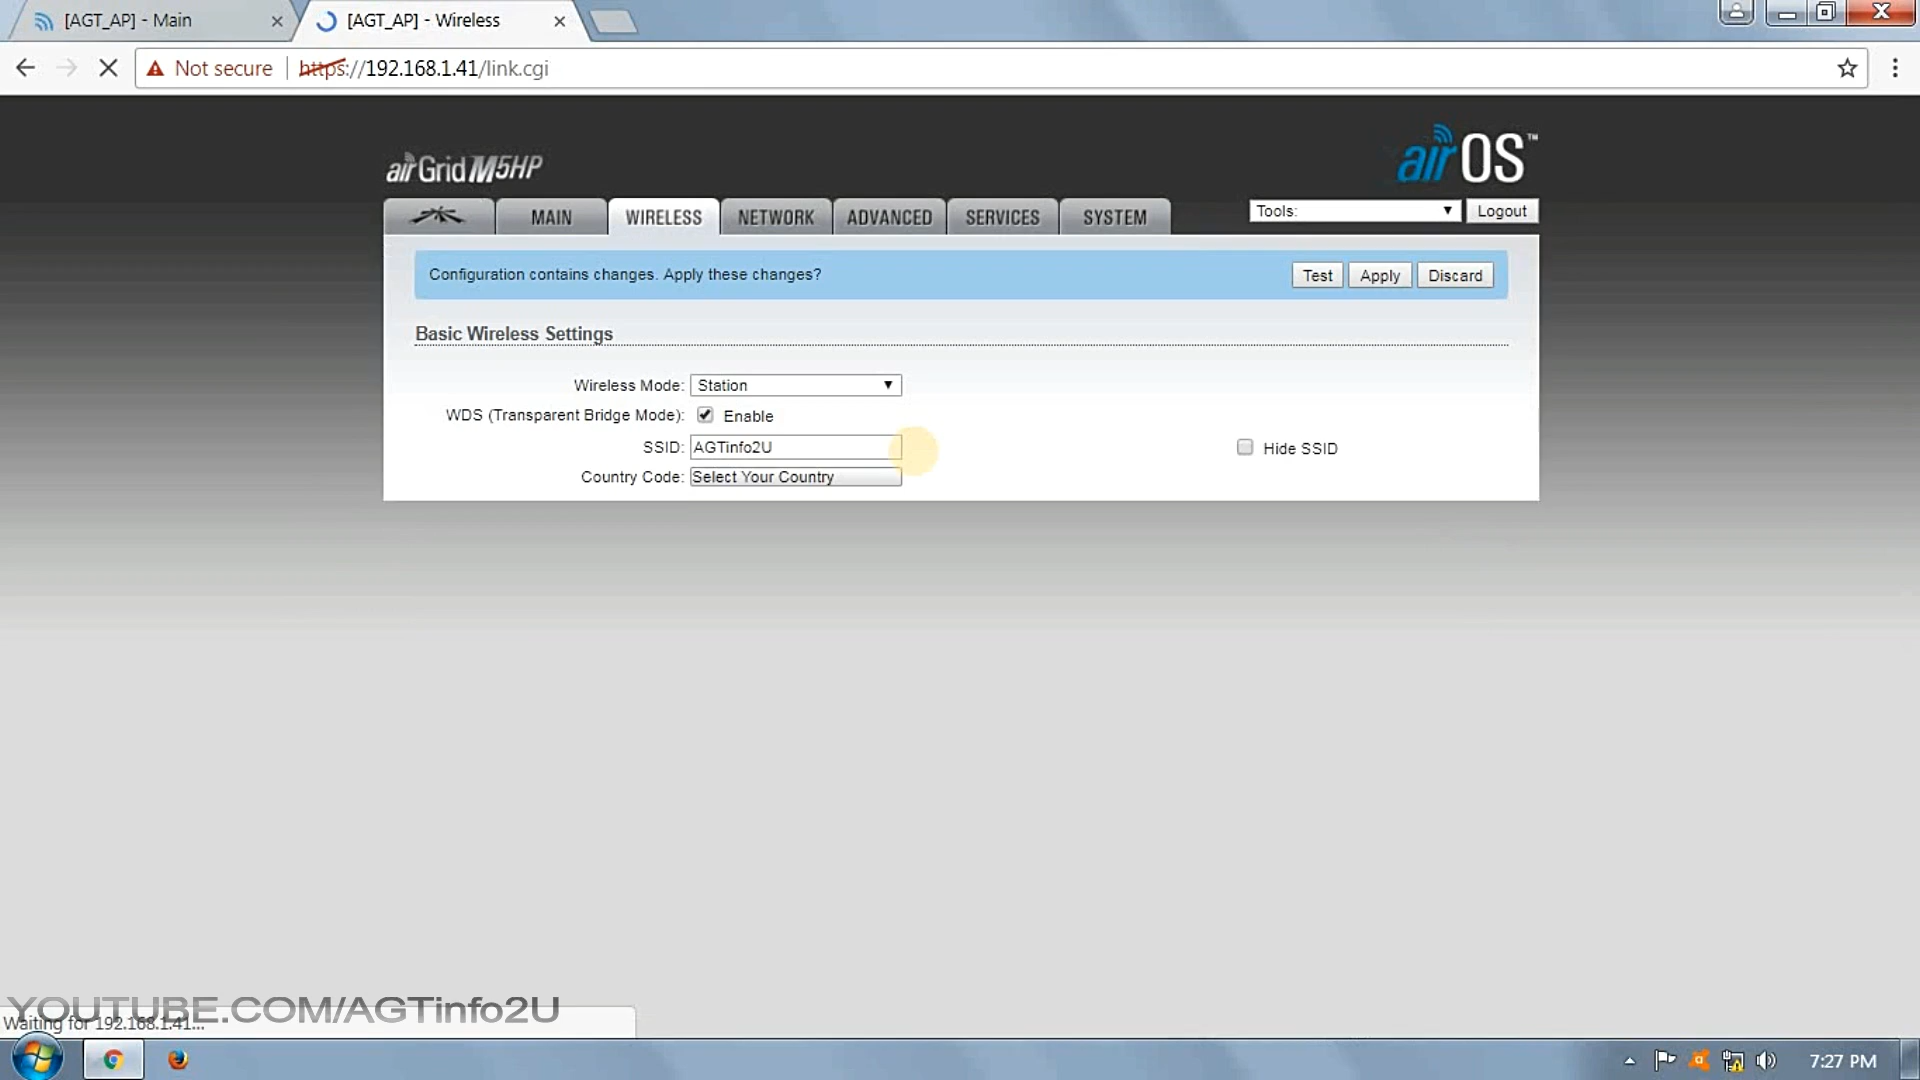 [AGT_AP] - Main
[AGT_AP] - Wireless
Not secure
https://192.168.1.41/link.cgi
airGrid M5HP
airOS™
MAIN
WIRELESS
NETWORK
ADVANCED
SERVICES
SYSTEM
Tools:
Logout
Configuration contains changes. Apply these changes?
Test
Apply
Discard
Basic Wireless Settings
Wireless Mode: Station
WDS (Transparent Bridge Mode): Enable
SSID: AGTinfo2U
Hide SSID
Country Code: Select Your Country
YOUTUBE.COM/AGTinfo2U
Waiting for 192.168.1.41...
7:27 PM